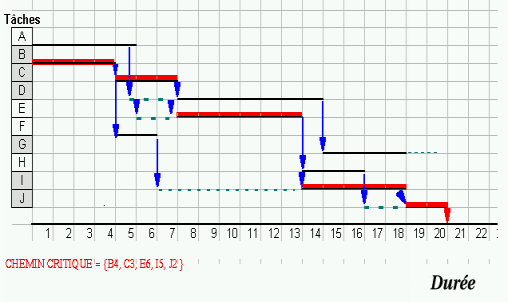 Tâches
A
B
C
D
E
F
G
H
I
J
1 2 3 4 5 6 7 8 9 10 11 12 13 14 15 16 17 18 19 20 21 22
CHEMIN CRITIQUE = {B4, C3, E6, I5, J2 }
Durée